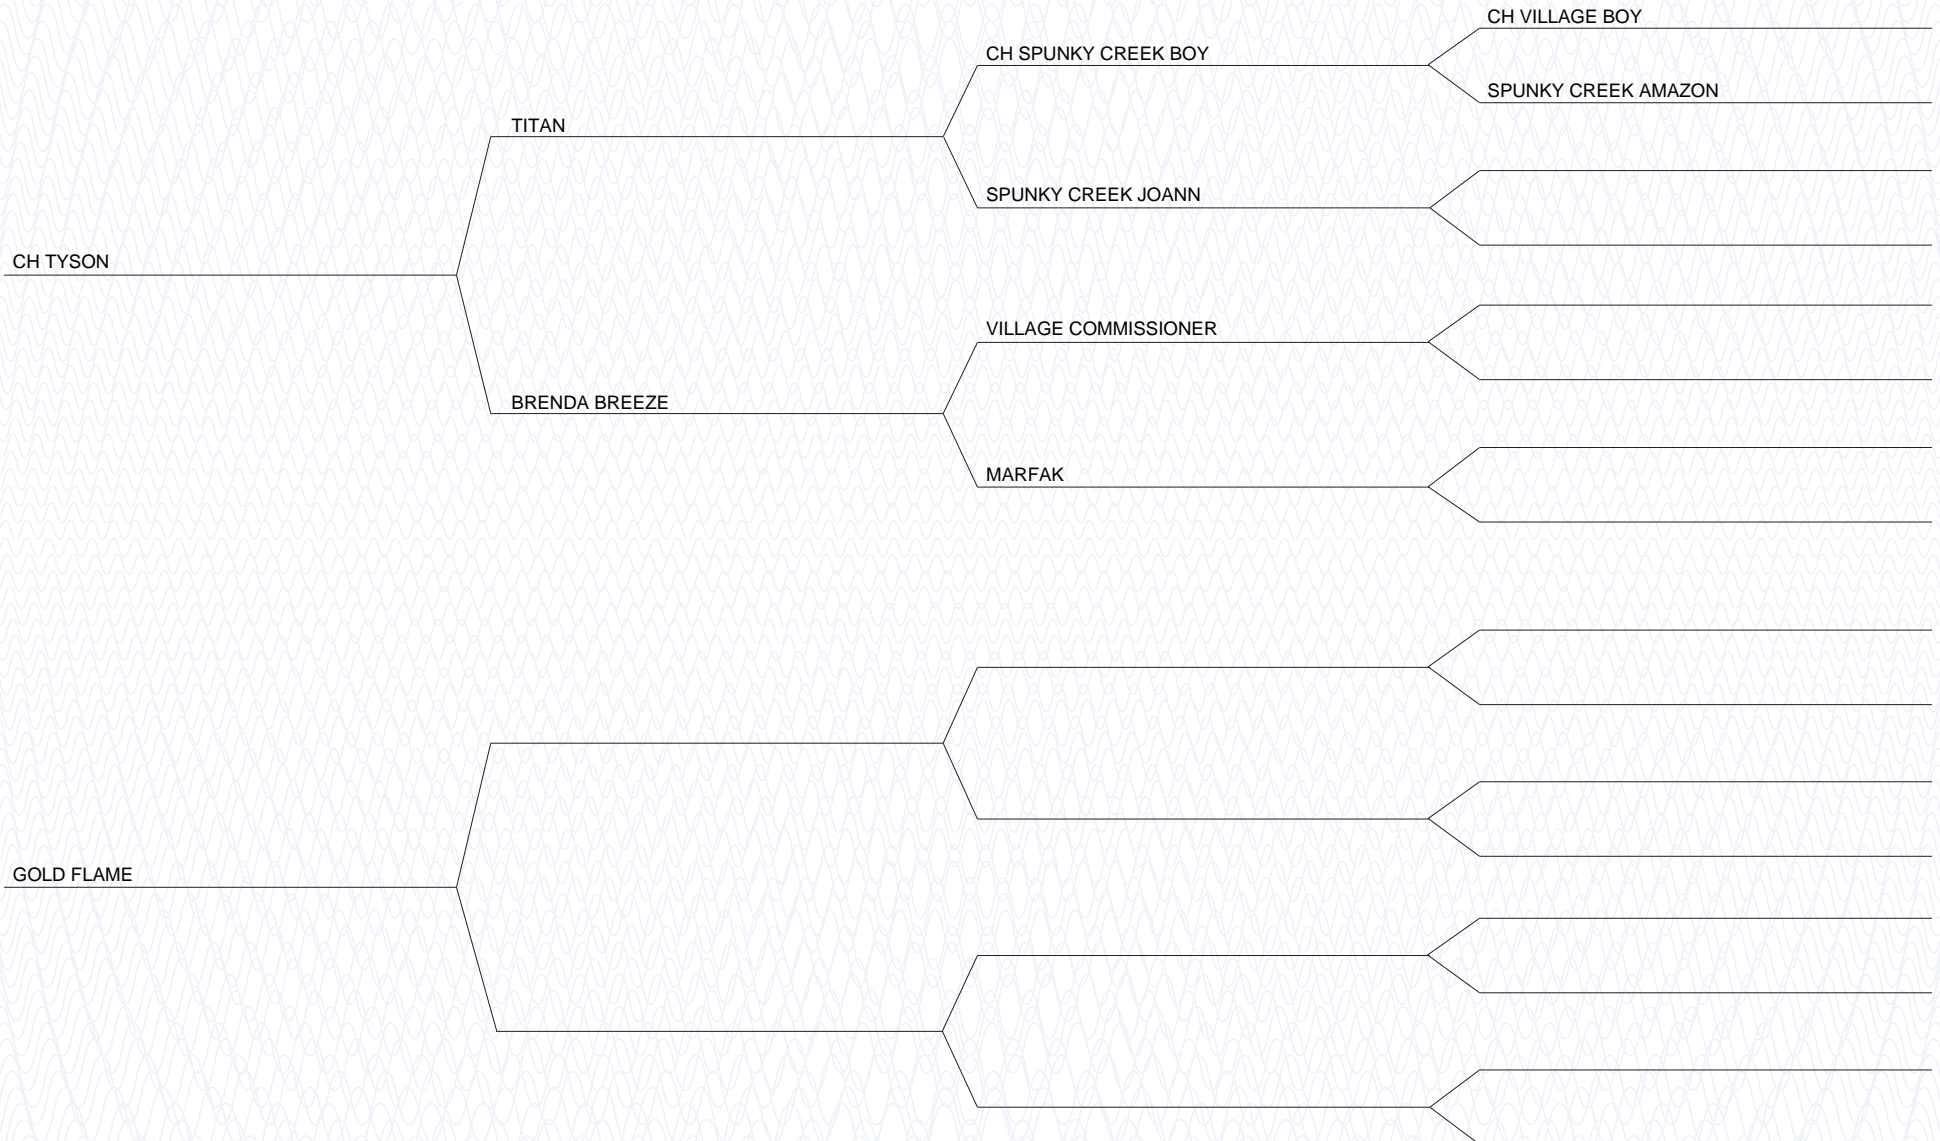 CH VILLAGE BOY
CH SPUNKY CREEK BOY
SPUNKY CREEK AMAZON
TITAN
SPUNKY CREEK JOANN
CH TYSON
VILLAGE COMMISSIONER
BRENDA BREEZE
MARFAK
GOLD FLAME